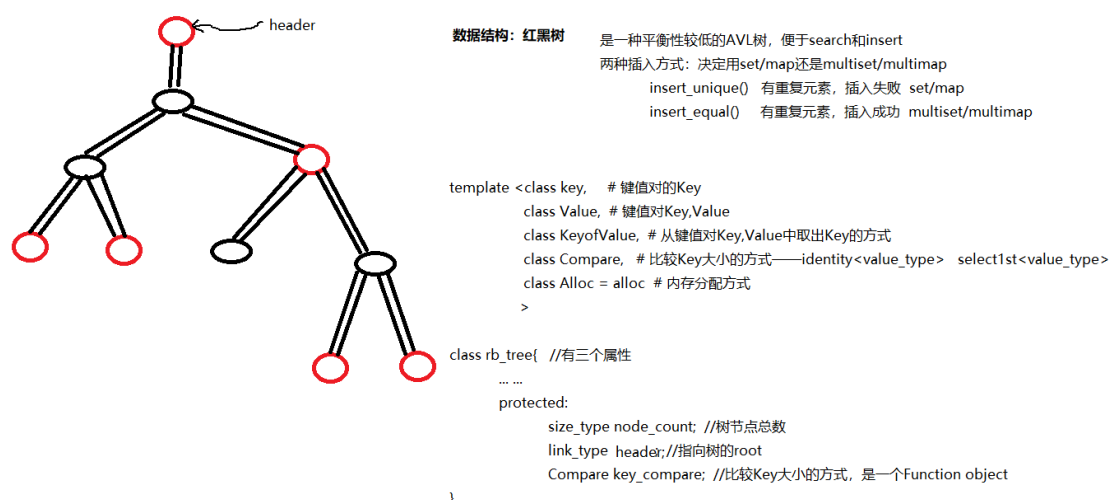 header
数据结构：红黑树
是一种平衡性较低的AVL树，便于search和insert
两种插入方式：决定用set/map还是multiset/multimap
insert_unique() 有重复元素，插入失败 set/map
insert_equal() 有重复元素，插入成功 multiset/multimap
template <class key, # 键值对的Key
class Value, # 键值对Key,Value
class KeyofValue, # 从键值对Key,Value中取出Key的方式
class Compare, # 比较Key大小的方式——identity<value_type> select1st<value_type>
class Alloc = alloc # 内存分配方式
>
class rb_tree{ //有三个属性
... ...
protected:
size_type node_count; //树节点总数
link_type header;//指向树的root
Compare key_compare; //比较Key大小的方式，是一个Function object
}